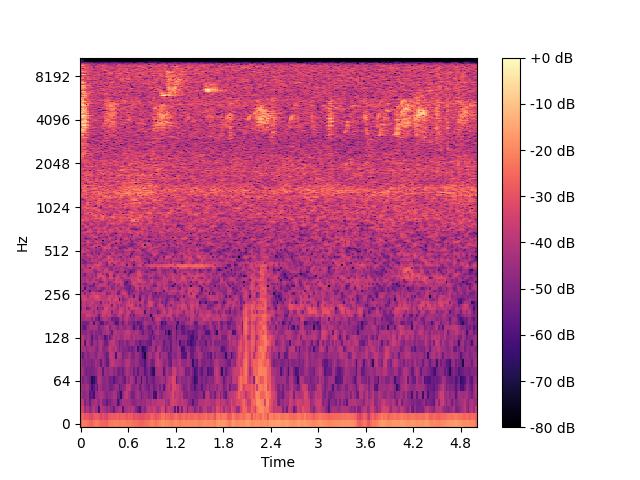 8192
4096
2048
1024
512
256
128
64
0
Hz
0 0.6 1.2 1.8 2.4 3 3.6 4.2 4.8
Time
+0 dB
-10 dB
-20 dB
-30 dB
-40 dB
-50 dB
-60 dB
-70 dB
-80 dB